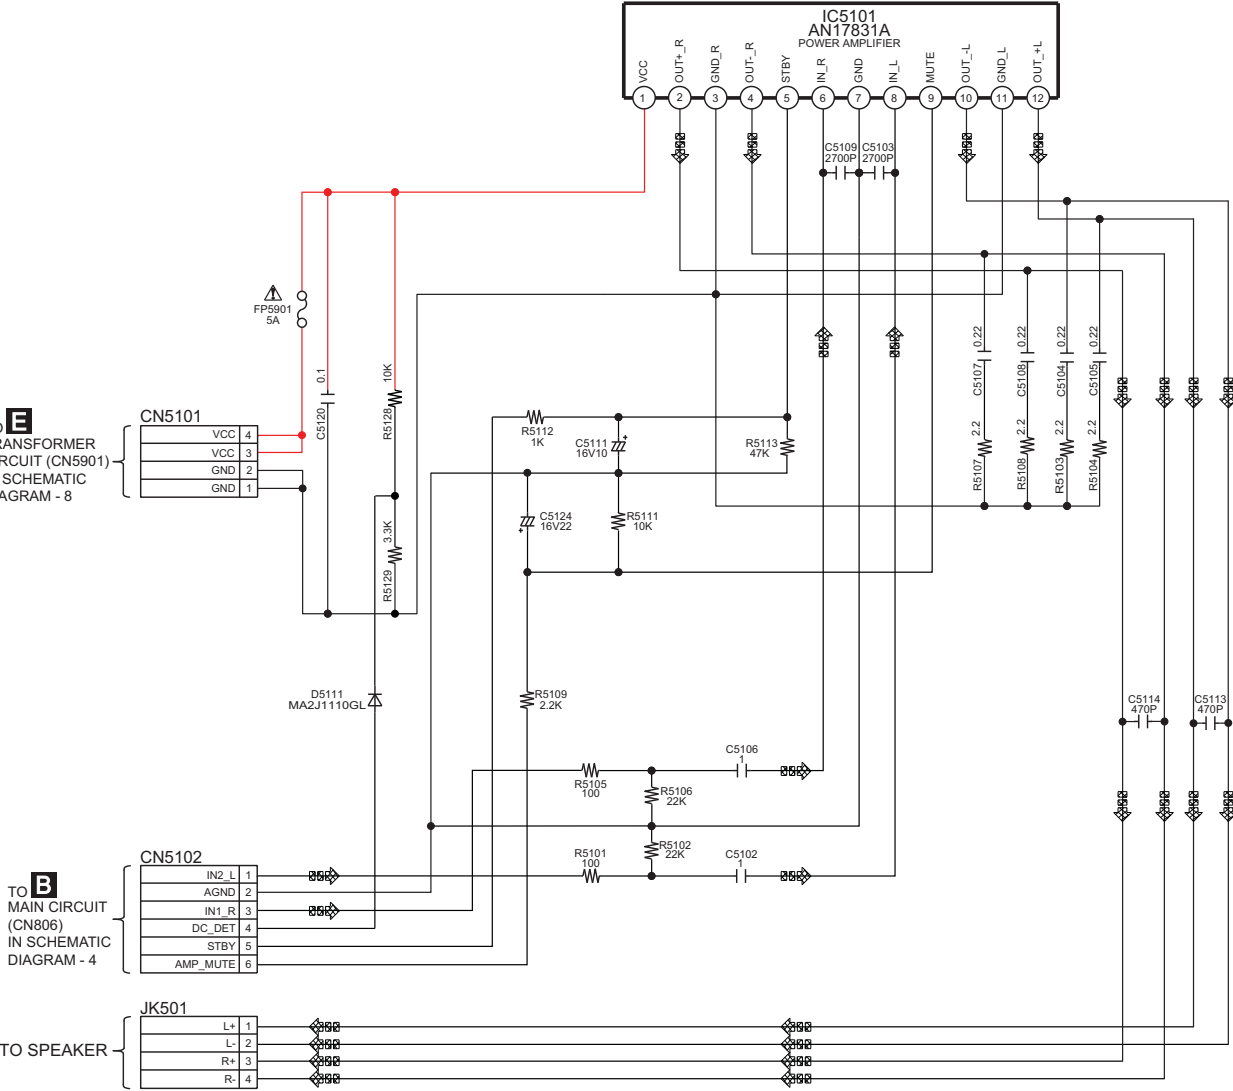 IC5101
AN17831A
POWER AMPLIFIER
VCC
OUT+_R
GND_R
OUT-_R
STBY
IN_R
GND
IN_L
MUTE
OUT_-L
GND_L
OUT_+L
1 2 3 4 5 6 7 8 9 10 11 12
C5109
2700P
C5103
2700P
FP5901
5A
C5120 0.1
R5128 10K
C5107 0.22
C5108 0.22
C5104 0.22
C5105 0.22
R5107 2.2
R5108 2.2
R5103 2.2
R5104 2.2
E
RANSFORMER
RCUIT (CN5901)
SCHEMATIC
AGRAM - 8
CN5101
VCC 4
VCC 3
GND 2
GND 1
R5112
1K
C5111
16V10
R5113
47K
C5124
16V22
R5111
10K
R5129 3.3K
D5111
MA2J1110GL
R5109
2.2K
C5114
470P
C5113
470P
R5105
100
C5106
1
R5106
22K
R5101
100
R5102
22K
C5102
1
TO B
MAIN CIRCUIT
(CN806)
IN SCHEMATIC
DIAGRAM - 4
CN5102
IN2_L 1
AGND 2
IN1_R 3
DC_DET 4
STBY 5
AMP_MUTE 6
TO SPEAKER
JK501
L+ 1
L- 2
R+ 3
R- 4